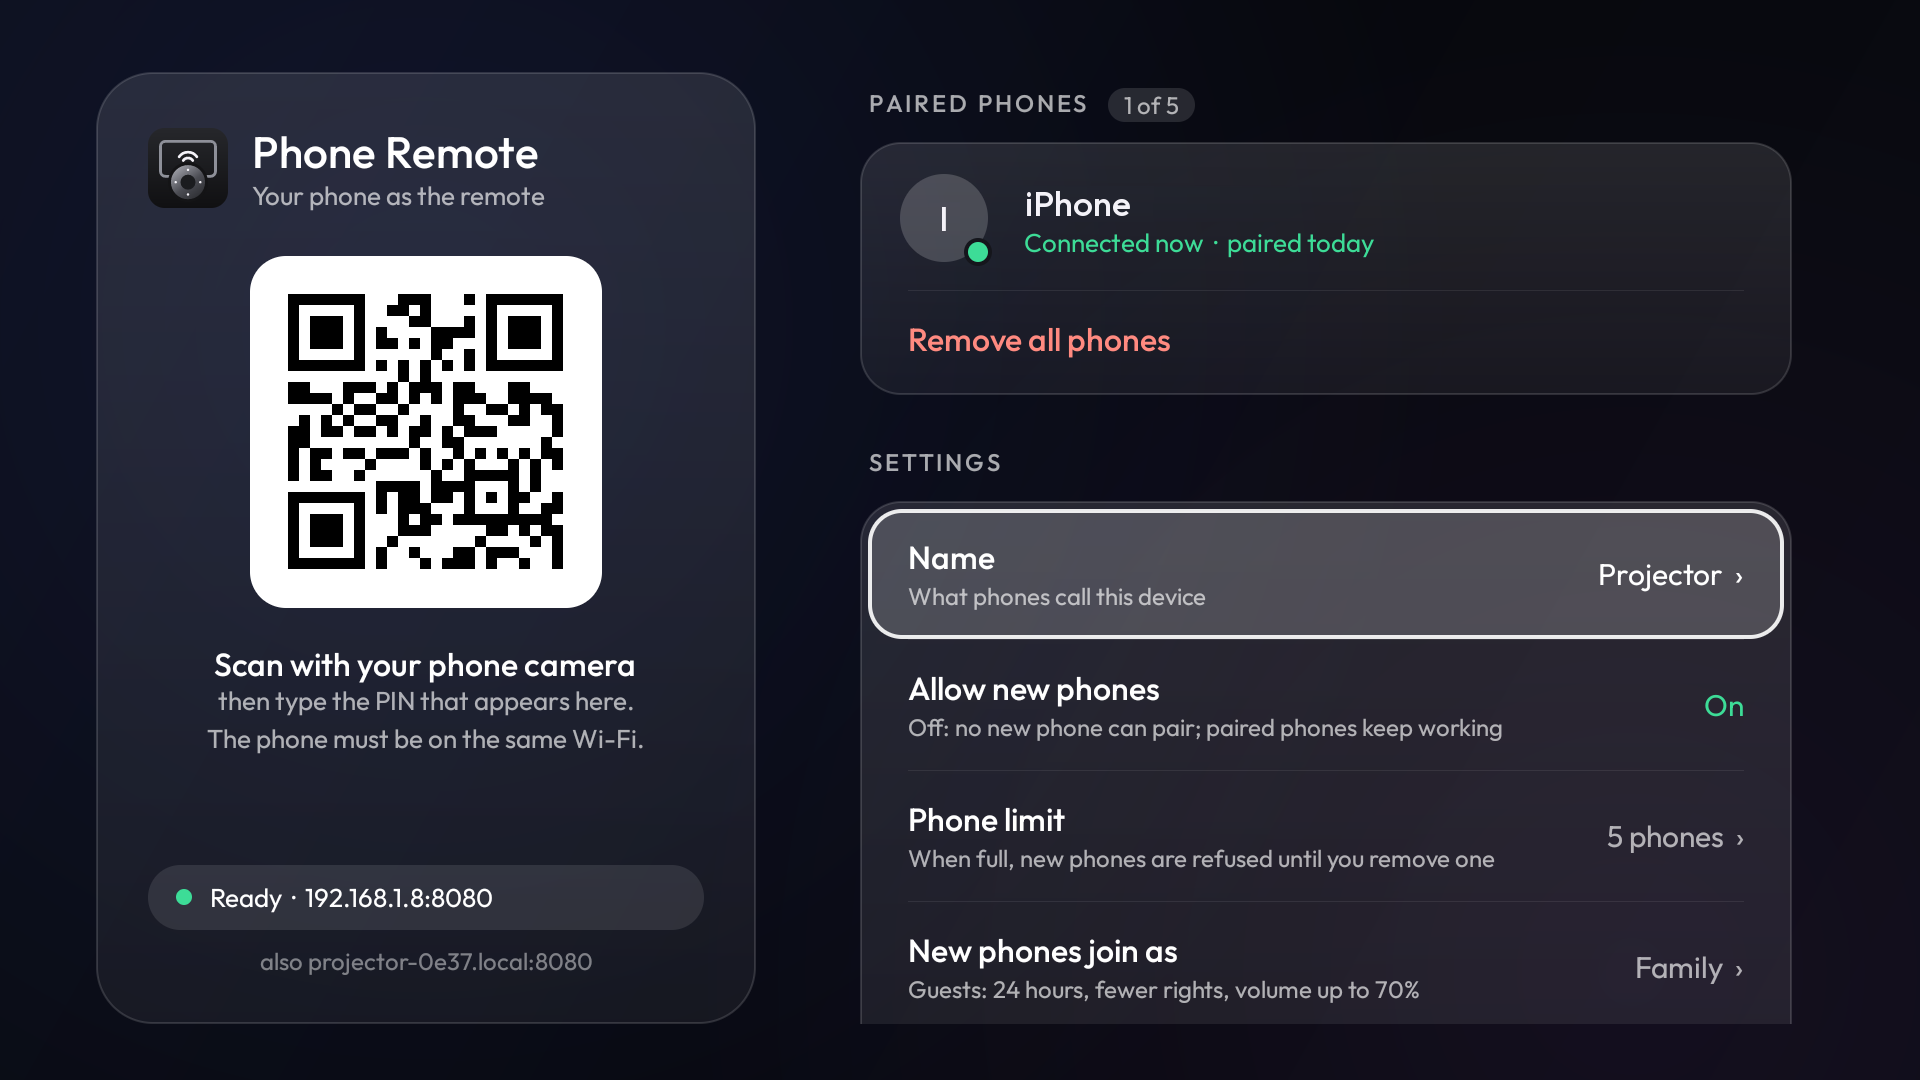 Phone Remote
Your phone as the remote
Scan with your phone camera
then type the PIN that appears here.
The phone must be on the same Wi-Fi.
Ready · 192.168.1.8:8080
also projector-0e37.local:8080
PAIRED PHONES 1 of 5
I
iPhone
Connected now · paired today
Remove all phones
SETTINGS
Name
What phones call this device
Projector ›
Allow new phones
Off: no new phone can pair; paired phones keep working
On
Phone limit
When full, new phones are refused until you remove one
5 phones ›
New phones join as
Guests: 24 hours, fewer rights, volume up to 70%
Family ›